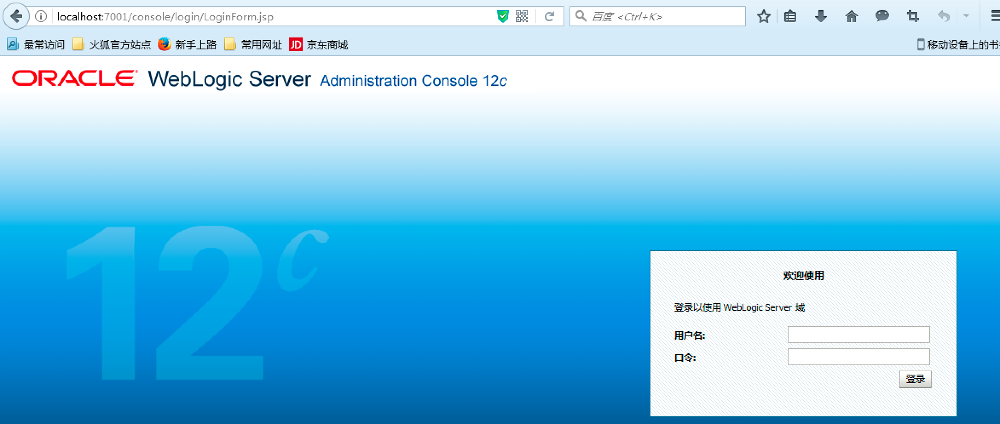 localhost:7001/console/login/LoginForm.jsp
百度 <Ctrl+K>
最常访问 火狐官方站点 新手上路 常用网址 JD 京东商城 移动设备上的书
ORACLE® WebLogic Server Administration Console 12c
12c
欢迎使用
登录以使用 WebLogic Server 域
用户名:
口令:
登录